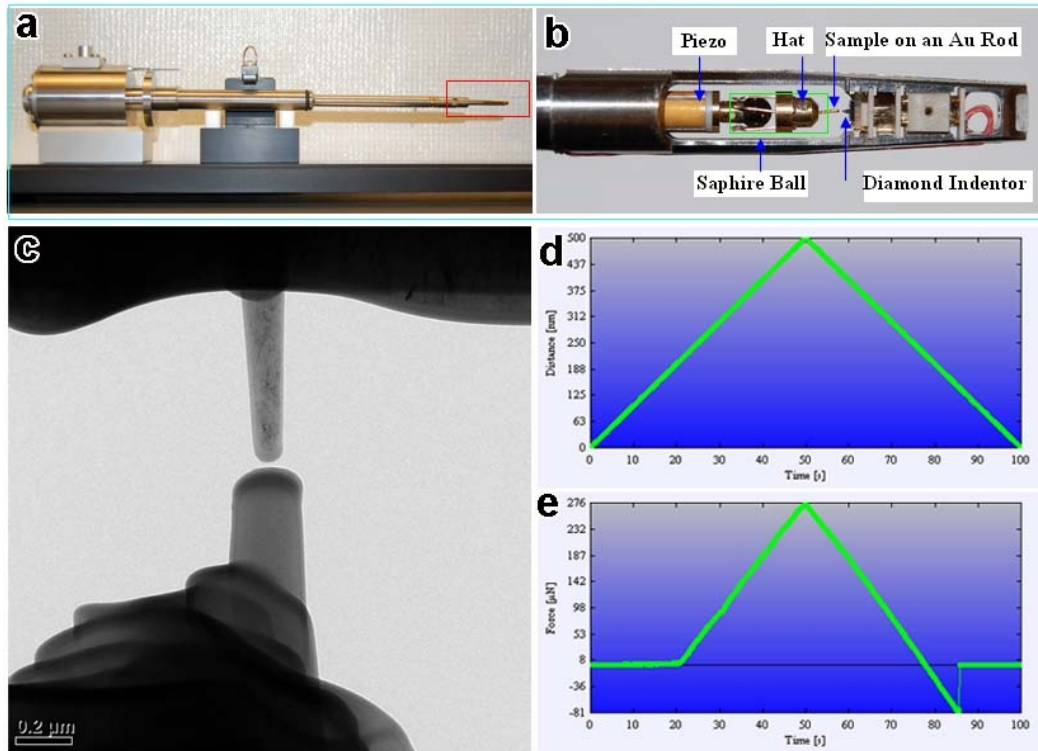 a
b
Piezo
Hat
Sample on an Au Rod
Saphire Ball
Diamond Indentor
c
0.2 µm
d
500
437
375
312
250
188
125
63
0
Distance [nm]
0 10 20 30 40 50 60 70 80 90 100
Time [s]
e
276
232
187
142
98
53
8
-36
-81
Force [µN]
0 10 20 30 40 50 60 70 80 90 100
Time [s]